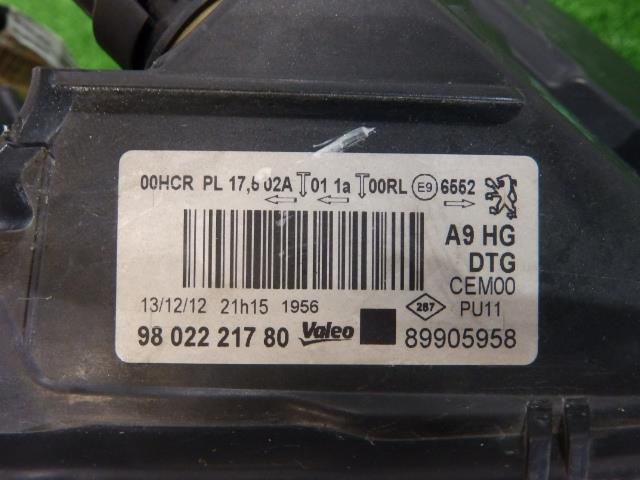 00HCR PL 17,5 02A 01 1a 00RL E9 6552
A9 HG
DTG
CEM00
13/12/12 21h15 1956 287 PU11
98 022 217 80 Valeo 89905958